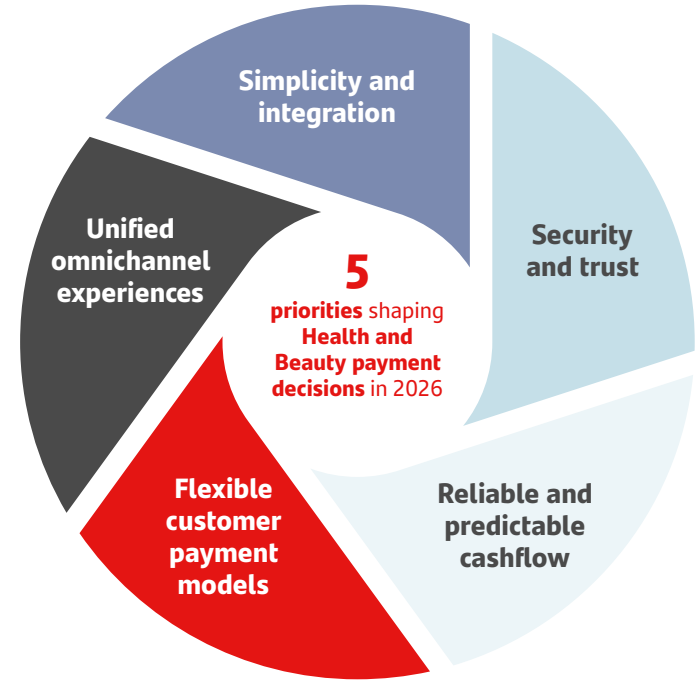 Simplicity and
integration
Security
and trust
Reliable and
predictable
cashflow
Flexible
customer
payment
models
Unified
omnichannel
experiences
5
priorities shaping
Health and
Beauty payment
decisions in 2026